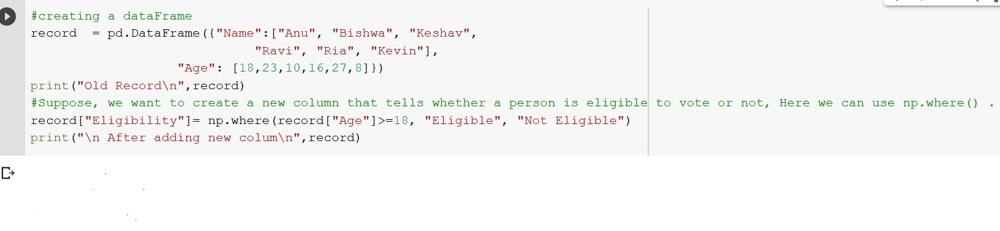 #creating a dataFrame
record  = pd.DataFrame({"Name":["Anu", "Bishwa", "Keshav",
                             "Ravi", "Ria", "Kevin"],
                   "Age": [18,23,10,16,27,8]})
print("Old Record\n",record)
#Suppose, we want to create a new column that tells whether a person is eligible to vote or not, Here we can use np.where() .
record["Eligibility"]= np.where(record["Age"]>=18, "Eligible", "Not Eligible")
print("\n After adding new colum\n",record)